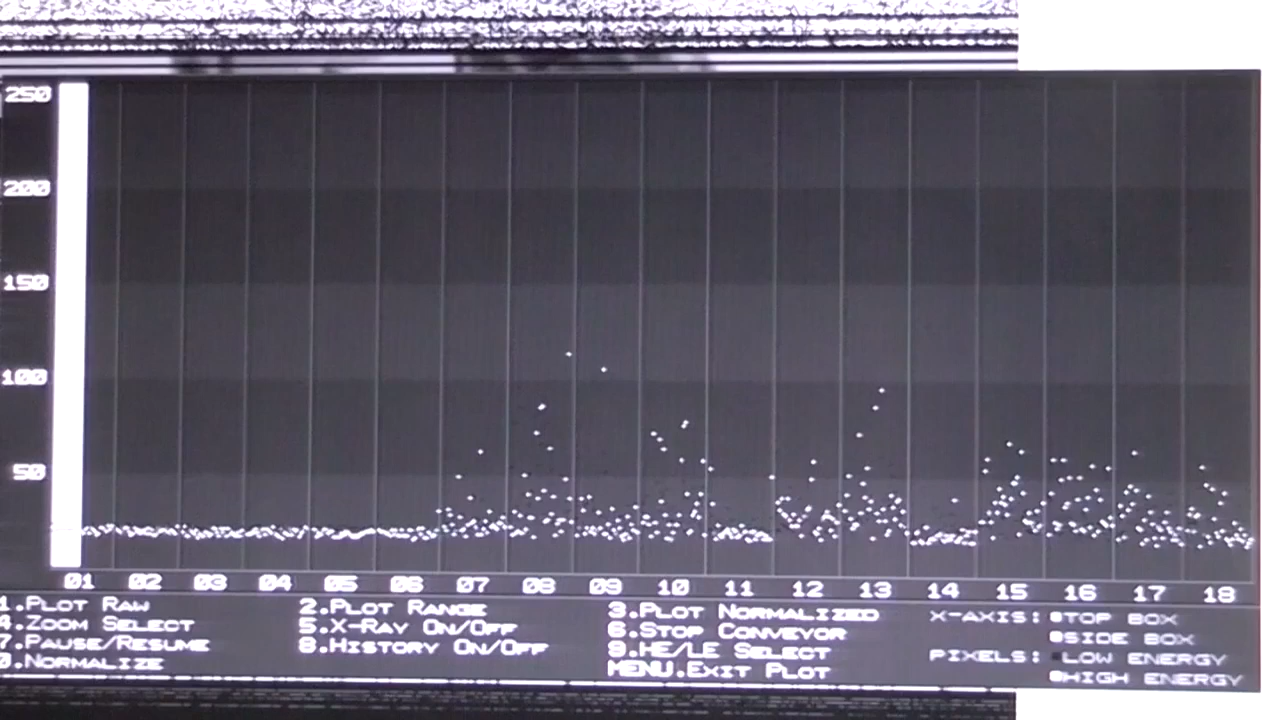 250
200
150
100
50
01 02 03 04 05 06 07 08 09 10 11 12 13 14 15 16 17 18
1.PLOT RAW 2.PLOT RANGE 3.PLOT NORMALIZED X-AXIS: TOP BOX
4.ZOOM SELECT 5.X-RAY ON/OFF 6.STOP CONVEYOR SIDE BOX
7.PAUSE/RESUME 8.HISTORY ON/OFF 9.HE/LE SELECT PIXELS: LOW ENERGY
0.NORMALIZE MENU.EXIT PLOT HIGH ENERGY